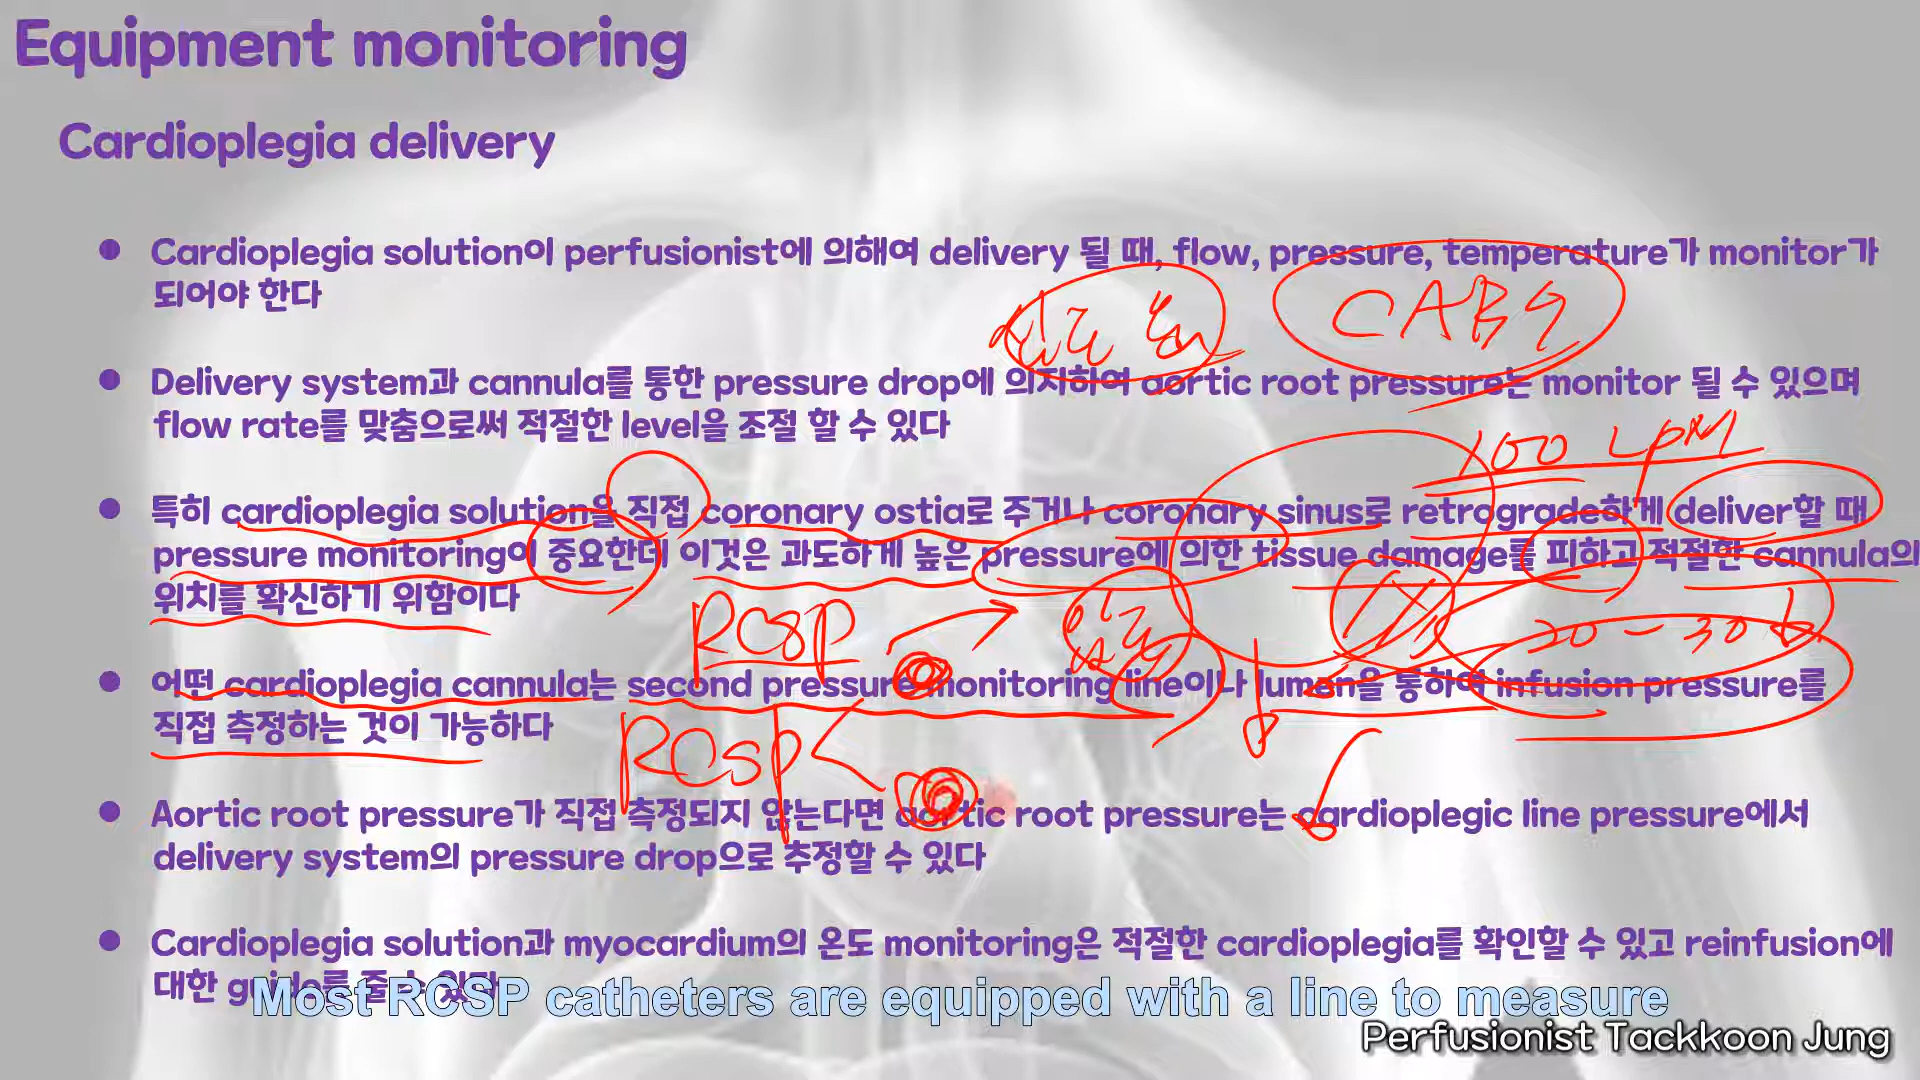 Equipment monitoring
Cardioplegia delivery
Cardioplegia solution이 perfusionist에 의해여 delivery 될 때, flow, pressure, temperature가 monitor가
되어야 한다
CABG
Delivery system과 cannula를 통한 pressure drop에 의지하여 aortic root pressure는 monitor 될 수 있으며
flow rate를 맞춤으로써 적절한 level을 조절 할 수 있다
100 LPM
특히 cardioplegia solution을 직접 coronary ostia로 주거나 coronary sinus로 retrograde하게 deliver할 때
pressure monitoring이 중요한데 이것은 과도하게 높은 pressure에 의한 tissue damage를 피하고 적절한 cannula의
위치를 확신하기 위함이다
RCSP
20 - 30
어떤 cardioplegia cannula는 second pressure monitoring line이나 lumen을 통하여 infusion pressure를
직접 측정하는 것이 가능하다
RCSP
Aortic root pressure가 직접 측정되지 않는다면 aortic root pressure는 cardioplegic line pressure에서
delivery system의 pressure drop으로 추정할 수 있다
Cardioplegia solution과 myocardium의 온도 monitoring은 적절한 cardioplegia를 확인할 수 있고 reinfusion에
대한 guide를 줄 수 있다
Most RCSP catheters are equipped with a line to measure
Perfusionist Tackkoon Jung